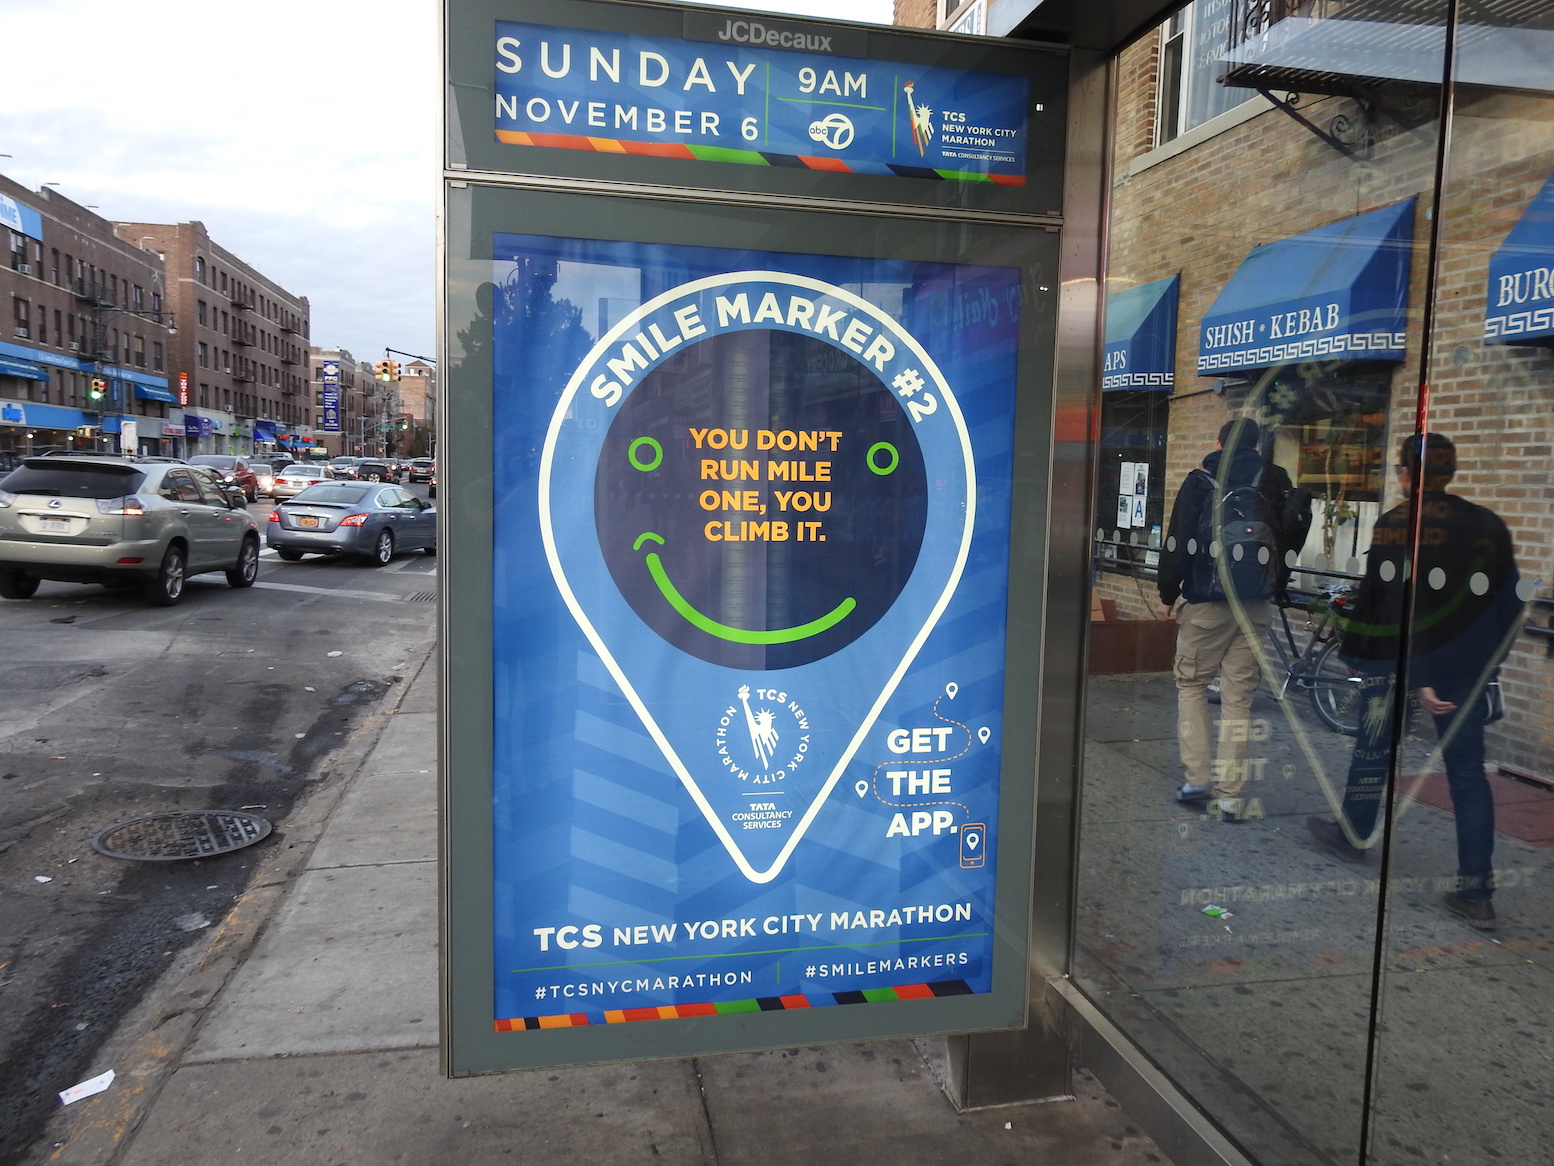 JCDecaux
SUNDAY
NOVEMBER 6
9AM
abc 7
TCS
NEW YORK CITY
MARATHON
TATA CONSULTANCY SERVICES
SMILE MARKER #2
YOU DON'T
RUN MILE
ONE, YOU
CLIMB IT.
TCS NEW YORK CITY MARATHON
TATA
CONSULTANCY
SERVICES
GET
THE
APP.
TCS NEW YORK CITY MARATHON
#TCSNYCMARATHON
#SMILEMARKERS
APS
SHISH * KEBAB
BURG
A